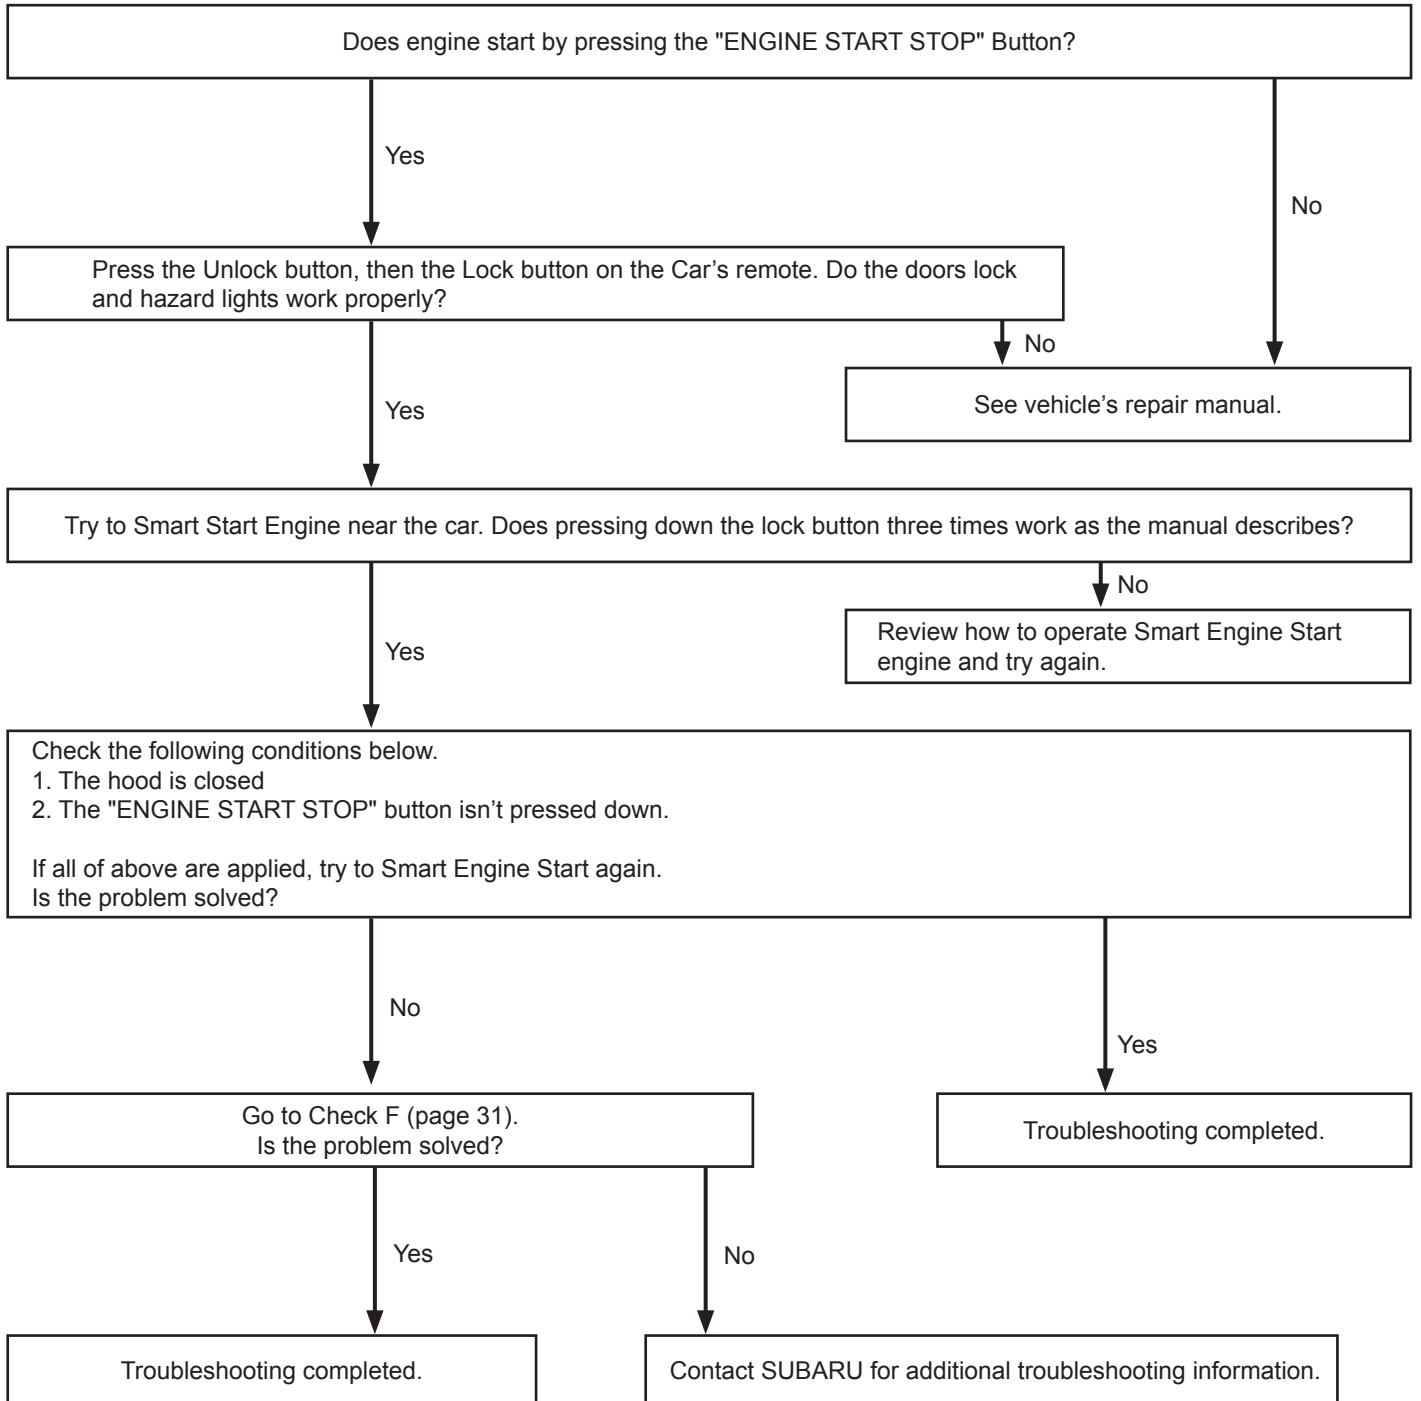 Does engine start by pressing the "ENGINE START STOP" Button?
Yes
No
Press the Unlock button, then the Lock button on the Car’s remote. Do the doors lock
and hazard lights work properly?
No
Yes
See vehicle’s repair manual.
Try to Smart Start Engine near the car. Does pressing down the lock button three times work as the manual describes?
No
Yes
Review how to operate Smart Engine Start
engine and try again.
Check the following conditions below.
1. The hood is closed
2. The "ENGINE START STOP" button isn’t pressed down.
If all of above are applied, try to Smart Engine Start again.
Is the problem solved?
No
Yes
Go to Check F (page 31).
Is the problem solved?
Troubleshooting completed.
Yes
No
Troubleshooting completed.
Contact SUBARU for additional troubleshooting information.